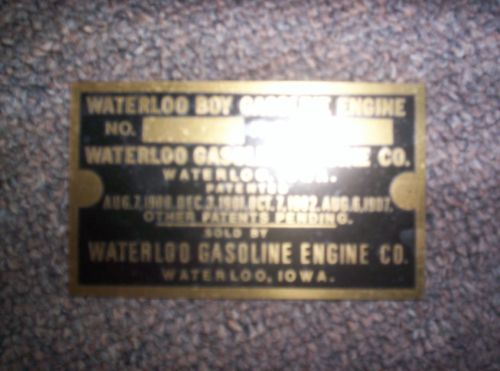 WATERLOO BOY GASOLINE ENGINE
NO.
WATERLOO GASOLINE ENGINE CO.
WATERLOO,
PATENTED
AUG.7,1900, DEC.3,1901, OCT.7,1902, AUG.6,1907.
OTHER PATENTS PENDING.
SOLD BY
WATERLOO GASOLINE ENGINE CO.
WATERLOO, IOWA.